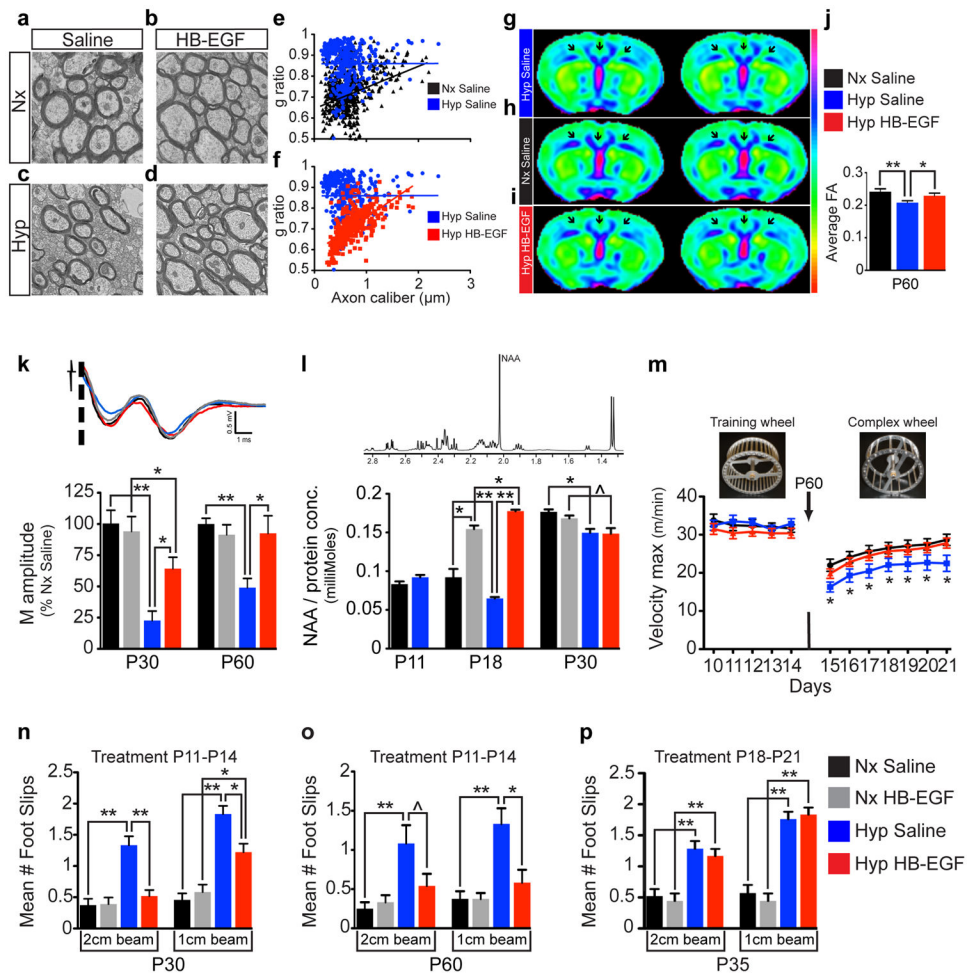 a
b
Saline
HB-EGF
Nx
c
d
Hyp
e
g ratio
1.0
0.9
0.8
0.7
0.6
0.5
Nx Saline
Hyp Saline
f
g ratio
1.0
0.9
0.8
0.7
0.6
0.5
Hyp Saline
Hyp HB-EGF
0 1 2 3
Axon caliber (μm)
g
Hyp Saline
h
Nx Saline
i
Hyp HB-EGF
j
Nx Saline
Hyp Saline
Hyp HB-EGF
Average FA
0.3
0.2
0.1
0
** *
P60
k
0.5 mV
1 ms
M amplitude
(% Nx Saline)
125
100
75
50
25
0
*
**
*
** *
P30 P60
l
NAA
2.8 2.6 2.4 2.2 2.0 1.8 1.6 1.4
NAA / protein conc.
(milliMoles)
0.2
0.15
0.1
0.05
0
*
* ** **
*
^
P11 P18 P30
m
Training wheel
Complex wheel
P60
Velocity max (m/min)
40
30
20
10
0
* * * * * * *
10 11 12 13 14 15 16 17 18 19 20 21
Days
n
Treatment P11-P14
Mean # Foot Slips
2.5
2
1.5
1
0.5
0
** **
*
** *
2cm beam 1cm beam
P30
o
Treatment P11-P14
Mean # Foot Slips
2
1.5
1
0.5
0
** ^
** *
2cm beam 1cm beam
P60
p
Treatment P18-P21
Mean # Foot Slips
2.5
2
1.5
1
0.5
0
**
**
**
**
2cm beam 1cm beam
P35
Nx Saline
Nx HB-EGF
Hyp Saline
Hyp HB-EGF